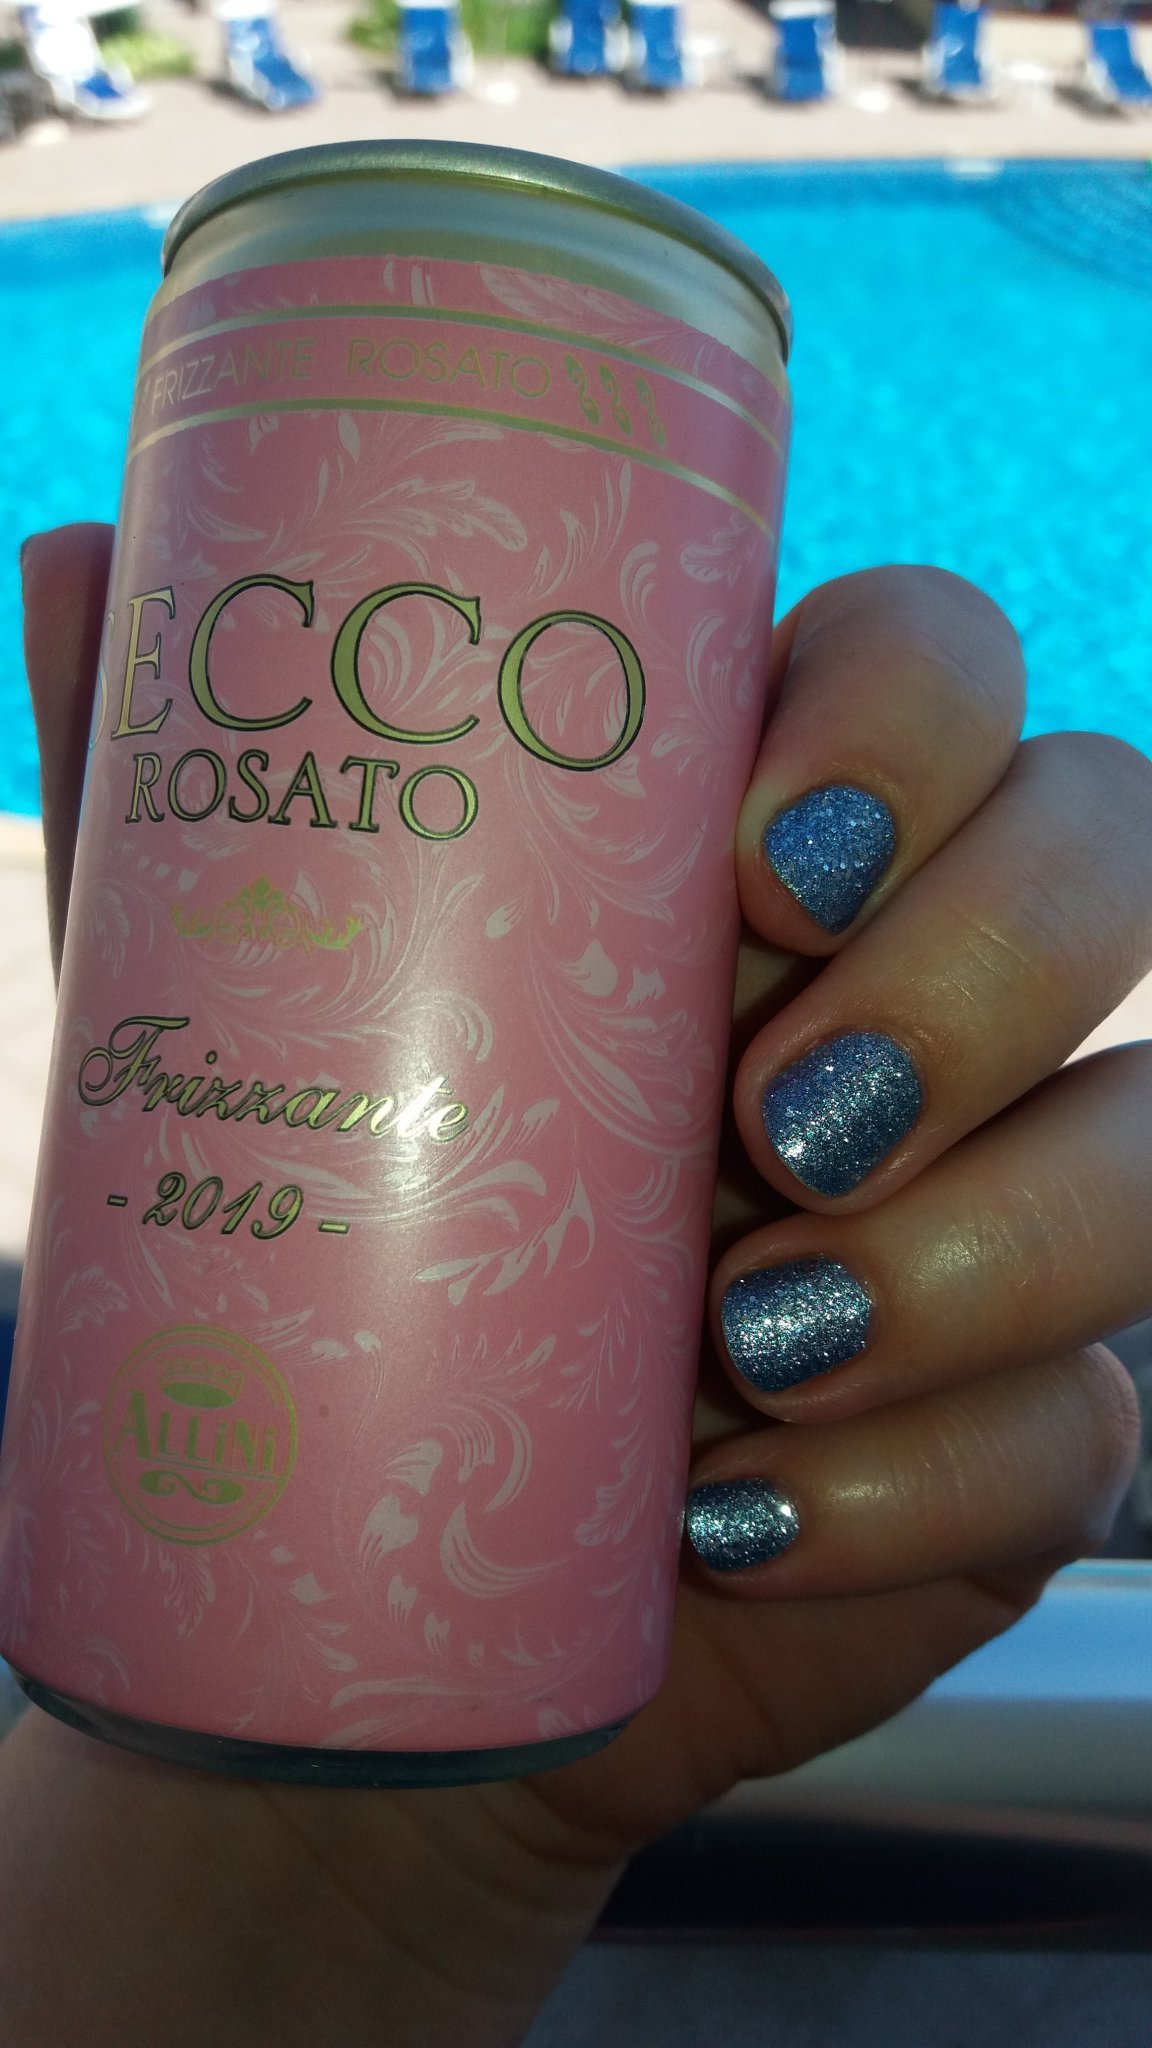 FRIZZANTE ROSATO
SECCO
ROSATO
Frizzante
- 2019 -
ALLiNi